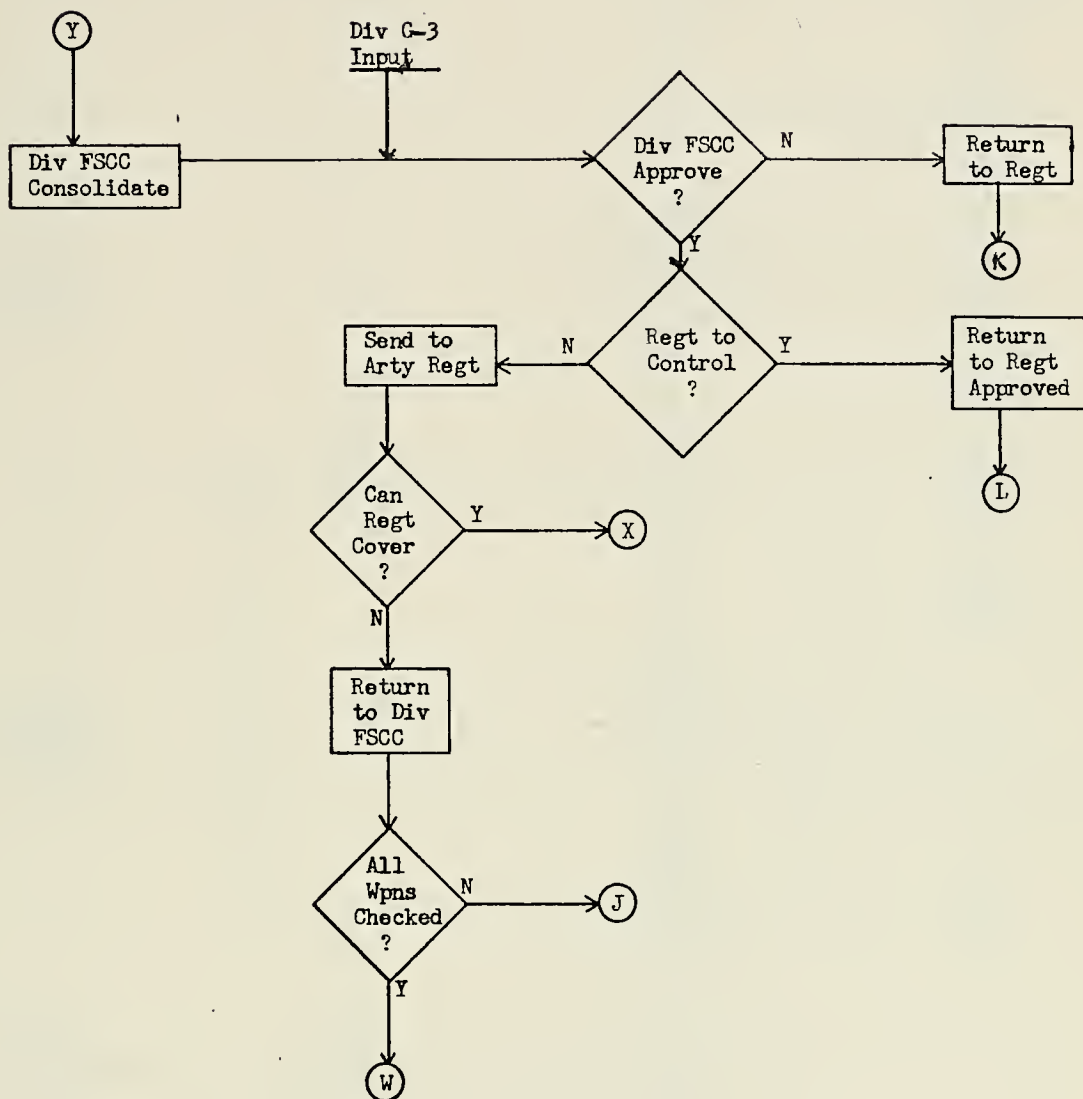 Y
Div G-3
Input
Div FSCC
Consolidate
Div FSCC
Approve
?
N
Return
to Regt
Y
K
Send to
Arty Regt
N
Regt to
Control
?
Y
Return
to Regt
Approved
L
Can
Regt
Cover
?
Y
X
N
Return
to Div
FSCC
All
Wpns
Checked
?
N
J
Y
W